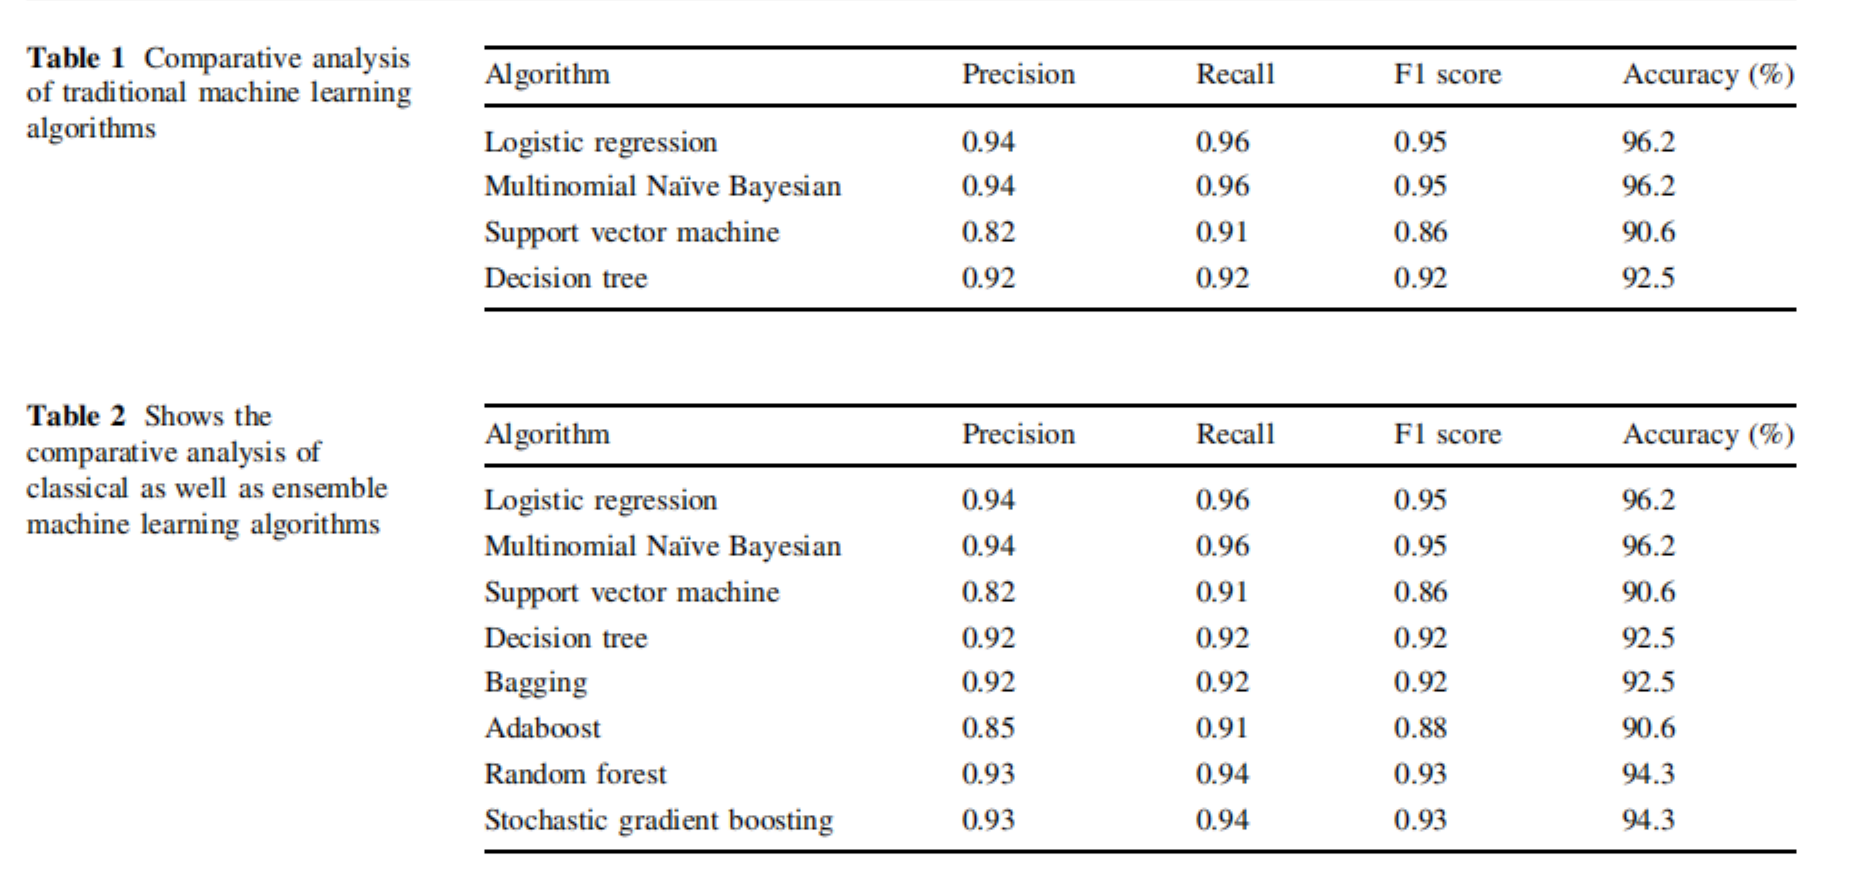 Table 1 Comparative analysis
of traditional machine learning
algorithms
Algorithm Precision Recall F1 score Accuracy (%)
Logistic regression 0.94 0.96 0.95 96.2
Multinomial Naïve Bayesian 0.94 0.96 0.95 96.2
Support vector machine 0.82 0.91 0.86 90.6
Decision tree 0.92 0.92 0.92 92.5
Table 2 Shows the
comparative analysis of
classical as well as ensemble
machine learning algorithms
Algorithm Precision Recall F1 score Accuracy (%)
Logistic regression 0.94 0.96 0.95 96.2
Multinomial Naïve Bayesian 0.94 0.96 0.95 96.2
Support vector machine 0.82 0.91 0.86 90.6
Decision tree 0.92 0.92 0.92 92.5
Bagging 0.92 0.92 0.92 92.5
Adaboost 0.85 0.91 0.88 90.6
Random forest 0.93 0.94 0.93 94.3
Stochastic gradient boosting 0.93 0.94 0.93 94.3